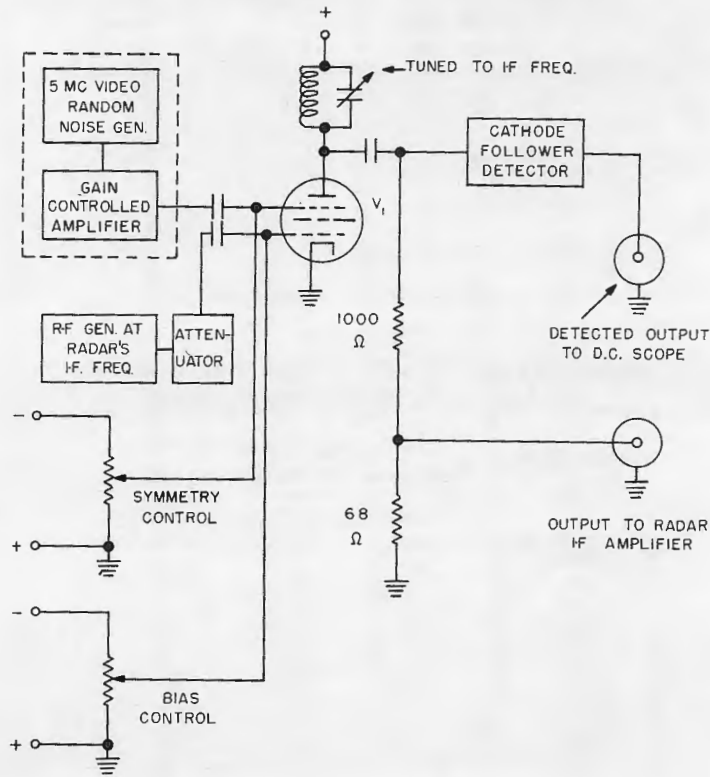 +
5 MC VIDEO
RANDOM
NOISE GEN.
GAIN
CONTROLLED
AMPLIFIER
TUNED TO I-F FREQ.
CATHODE
FOLLOWER
DETECTOR
V1
R-F GEN. AT
RADAR'S
I-F. FREQ.
ATTEN-
UATOR
1000
Ω
DETECTED OUTPUT
TO D.C. SCOPE
-
SYMMETRY
CONTROL
+
68
Ω
OUTPUT TO RADAR
I-F AMPLIFIER
-
BIAS
CONTROL
+